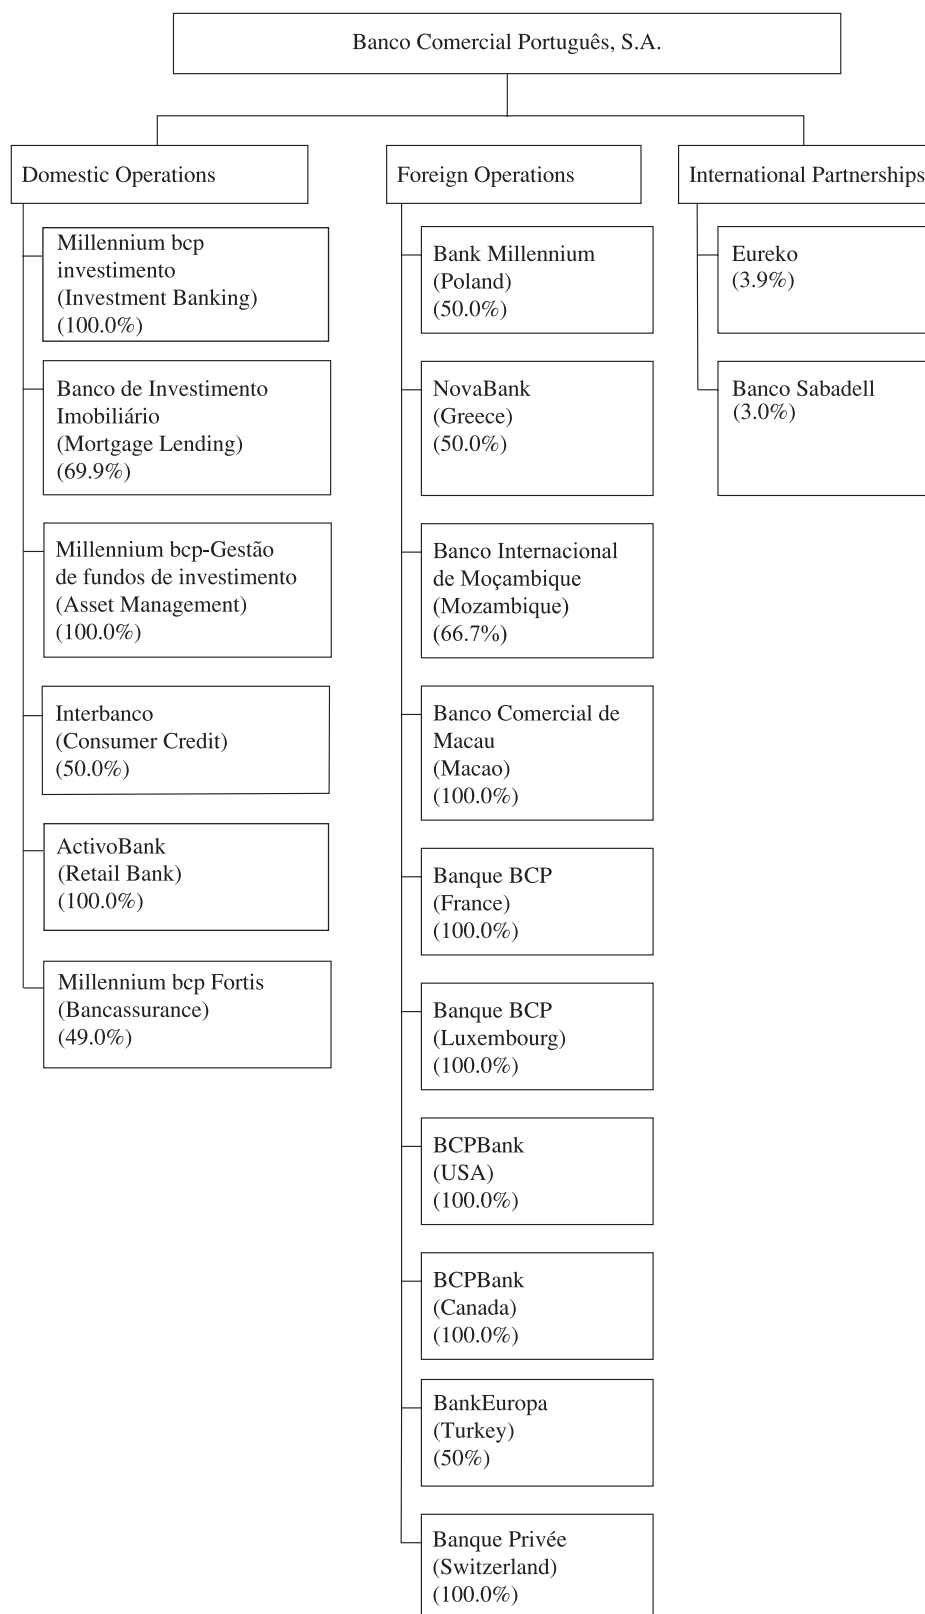 Banco Comercial Português, S.A.
Domestic Operations
Millennium bcp
investimento
(Investment Banking)
(100.0%)
Banco de Investimento
Imobiliário
(Mortgage Lending)
(69.9%)
Millennium bcp-Gestão
de fundos de investimento
(Asset Management)
(100.0%)
Interbanco
(Consumer Credit)
(50.0%)
ActivoBank
(Retail Bank)
(100.0%)
Millennium bcp Fortis
(Bancassurance)
(49.0%)
Foreign Operations
Bank Millennium
(Poland)
(50.0%)
NovaBank
(Greece)
(50.0%)
Banco Internacional
de Moçambique
(Mozambique)
(66.7%)
Banco Comercial de
Macau
(Macao)
(100.0%)
Banque BCP
(France)
(100.0%)
Banque BCP
(Luxembourg)
(100.0%)
BCPBank
(USA)
(100.0%)
BCPBank
(Canada)
(100.0%)
BankEuropa
(Turkey)
(50%)
Banque Privée
(Switzerland)
(100.0%)
International Partnerships
Eureko
(3.9%)
Banco Sabadell
(3.0%)